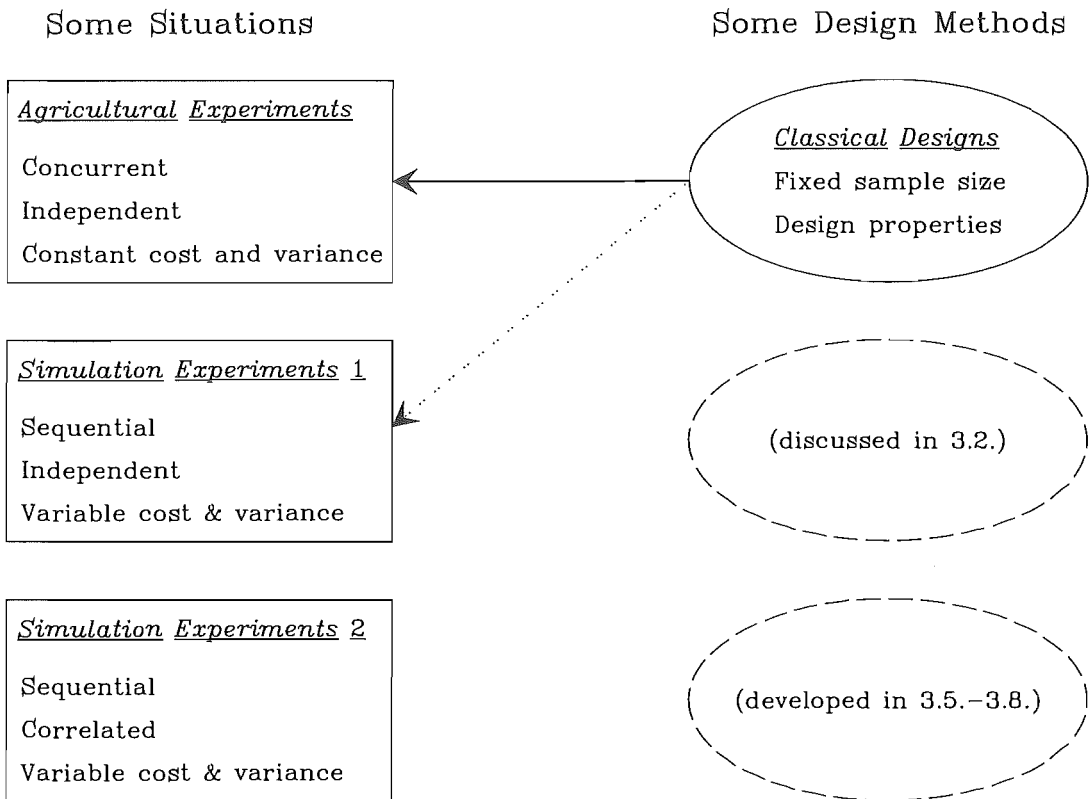 Some Situations
Some Design Methods
Agricultural Experiments
Concurrent
Independent
Constant cost and variance
Classical Designs
Fixed sample size
Design properties
Simulation Experiments 1
Sequential
Independent
Variable cost & variance
(discussed in 3.2.)
Simulation Experiments 2
Sequential
Correlated
Variable cost & variance
(developed in 3.5.-3.8.)